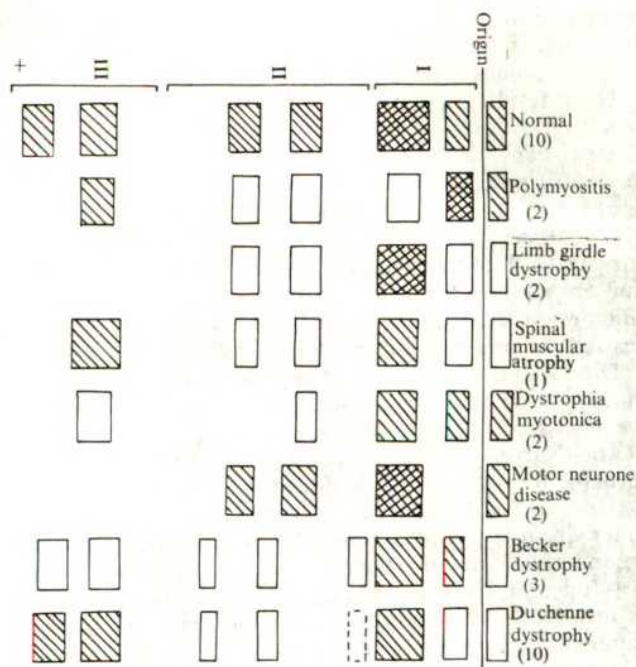 +
III
II
I
Origin
-
Normal
(10)
Polymyositis
(2)
Limb girdle
dystrophy
(2)
Spinal
muscular
atrophy
(1)
Dystrophia
myotonica
(2)
Motor neurone
disease
(2)
Becker
dystrophy
(3)
Duchenne
dystrophy
(10)